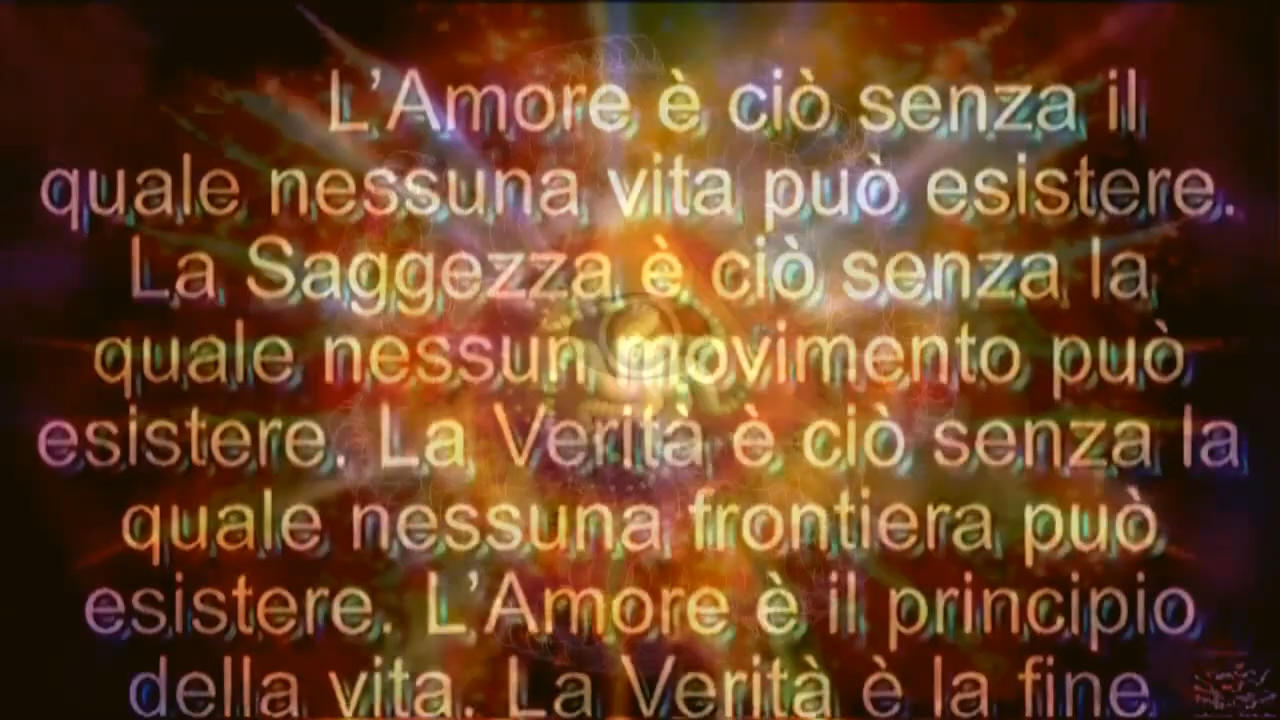 L’Amore è ciò senza il
quale nessuna vita può esistere.
La Saggezza è ciò senza la
quale nessun movimento può
esistere. La Verità è ciò senza la
quale nessuna frontiera può
esistere. L’Amore è il principio
della vita. La Verità è la fine